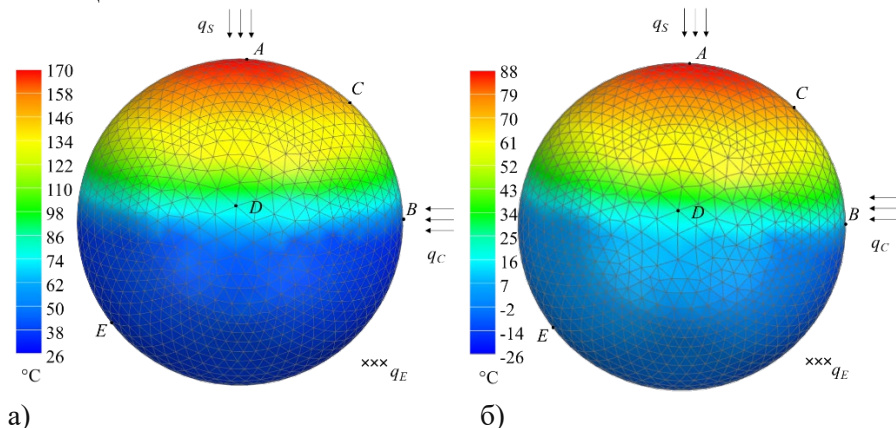 q_S
A
C
D
B
q_C
E
q_E
170
158
146
134
122
110
98
86
74
62
50
38
26
°C
а)
q_S
A
C
D
B
q_C
E
q_E
88
79
70
61
52
43
34
25
16
7
-2
-14
-26
°C
б)